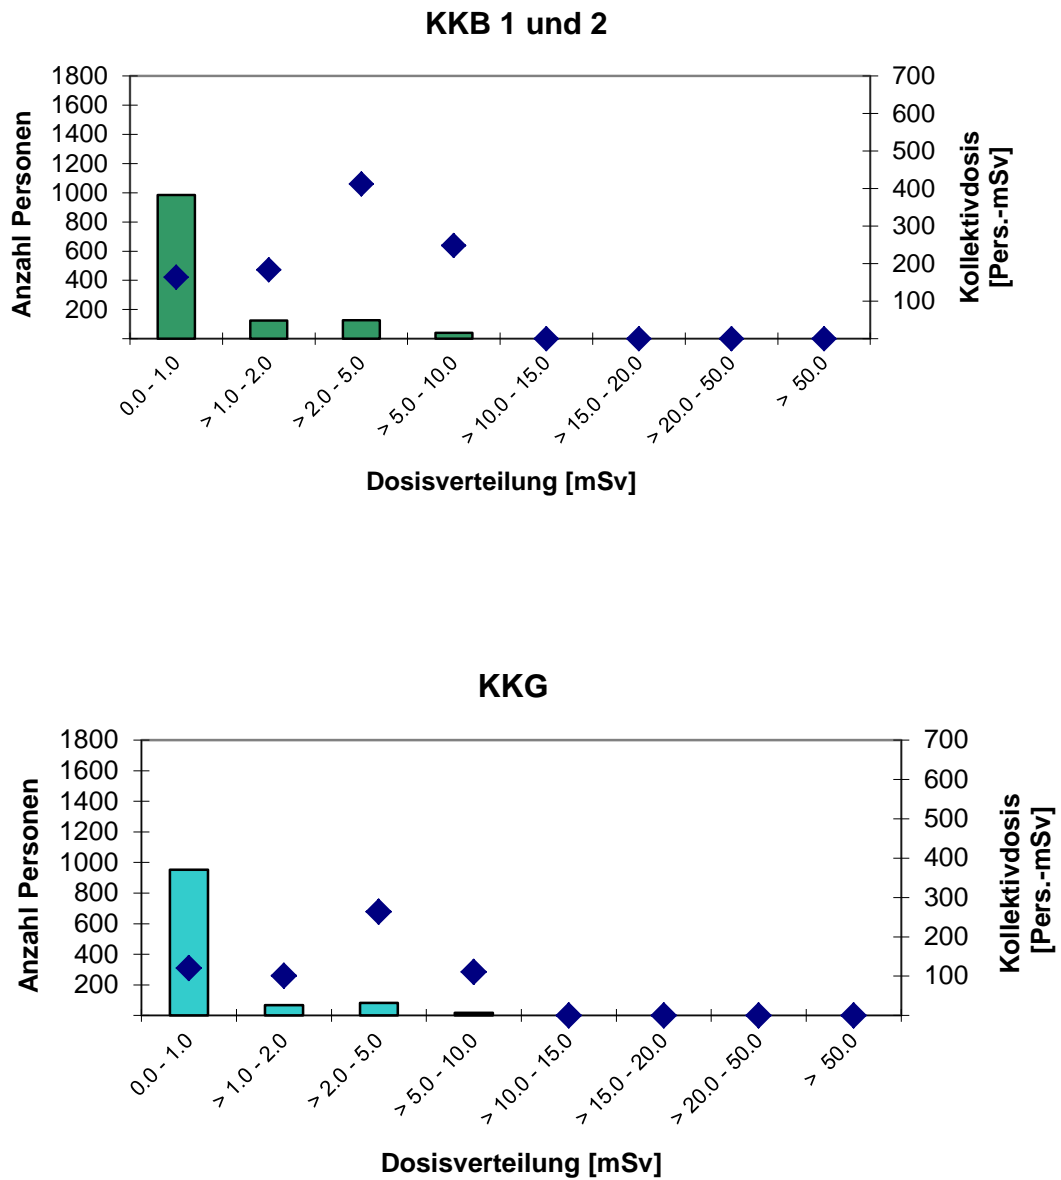 KKB 1 und 2
Anzahl Personen
1800
1600
1400
1200
1000
800
600
400
200
700
600
500
400
300
200
100
Kollektivdosis
[Pers.-mSv]
0.0 - 1.0
> 1.0 - 2.0
> 2.0 - 5.0
> 5.0 - 10.0
> 10.0 - 15.0
> 15.0 - 20.0
> 20.0 - 50.0
> 50.0
Dosisverteilung [mSv]
KKG
Anzahl Personen
1800
1600
1400
1200
1000
800
600
400
200
700
600
500
400
300
200
100
Kollektivdosis
[Pers.-mSv]
0.0 - 1.0
> 1.0 - 2.0
> 2.0 - 5.0
> 5.0 - 10.0
> 10.0 - 15.0
> 15.0 - 20.0
> 20.0 - 50.0
> 50.0
Dosisverteilung [mSv]